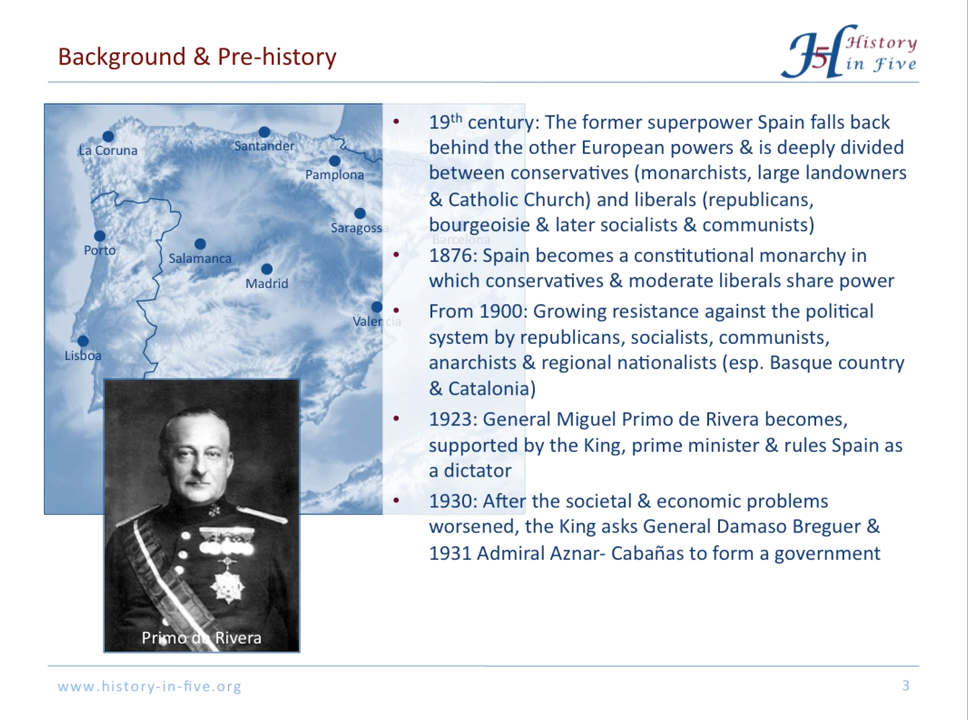 Background & Pre-history
J5H History
in Five
La Coruna
Santander
Pamplona
Saragossa
Barcelona
Porto
Salamanca
Madrid
Valencia
Lisboa
Primo de Rivera
• 19th century: The former superpower Spain falls back
behind the other European powers & is deeply divided
between conservatives (monarchists, large landowners
& Catholic Church) and liberals (republicans,
bourgeoisie & later socialists & communists)
• 1876: Spain becomes a constitutional monarchy in
which conservatives & moderate liberals share power
• From 1900: Growing resistance against the political
system by republicans, socialists, communists,
anarchists & regional nationalists (esp. Basque country
& Catalonia)
• 1923: General Miguel Primo de Rivera becomes,
supported by the King, prime minister & rules Spain as
a dictator
• 1930: After the societal & economic problems
worsened, the King asks General Damaso Breguer &
1931 Admiral Aznar- Cabañas to form a government
www.history-in-five.org
3